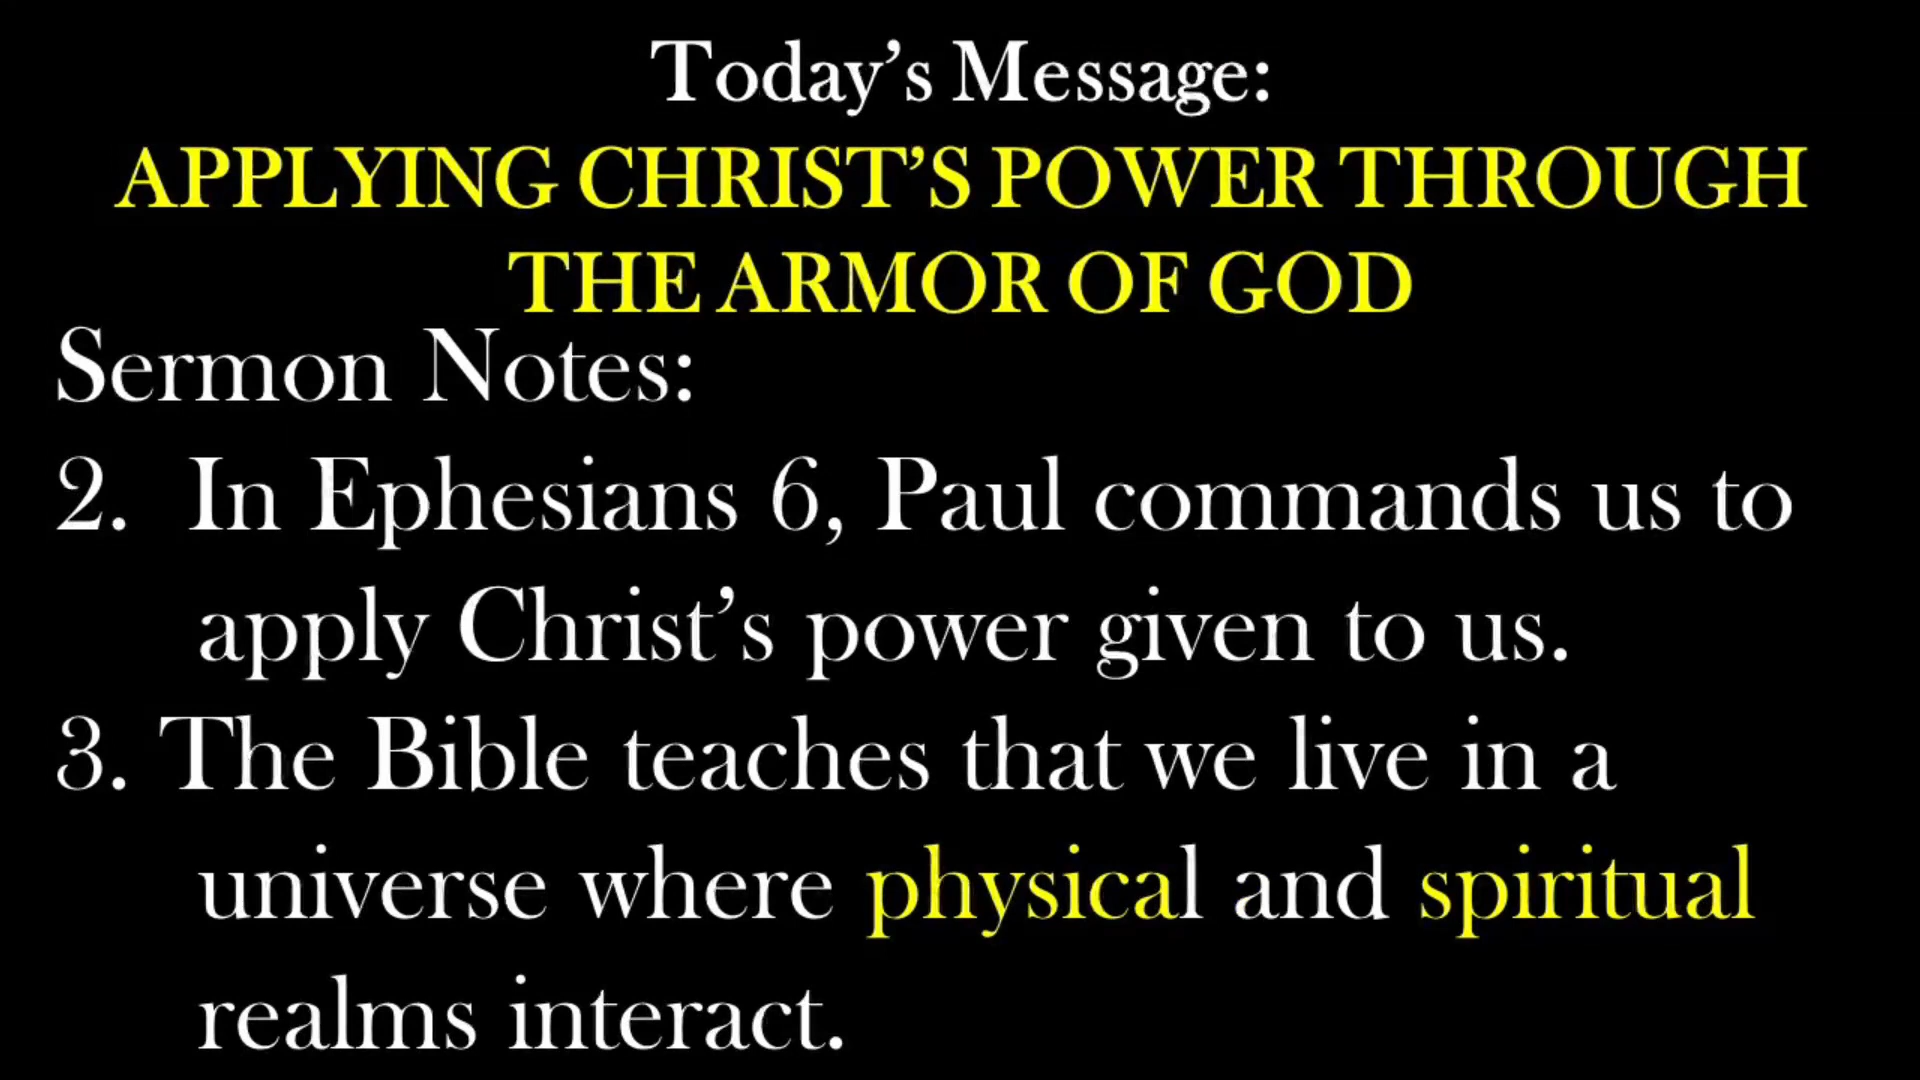 Today’s Message:
APPLYING CHRIST’S POWER THROUGH
THE ARMOR OF GOD
Sermon Notes:
2. In Ephesians 6, Paul commands us to
apply Christ’s power given to us.
3. The Bible teaches that we live in a
universe where physical and spiritual
realms interact.